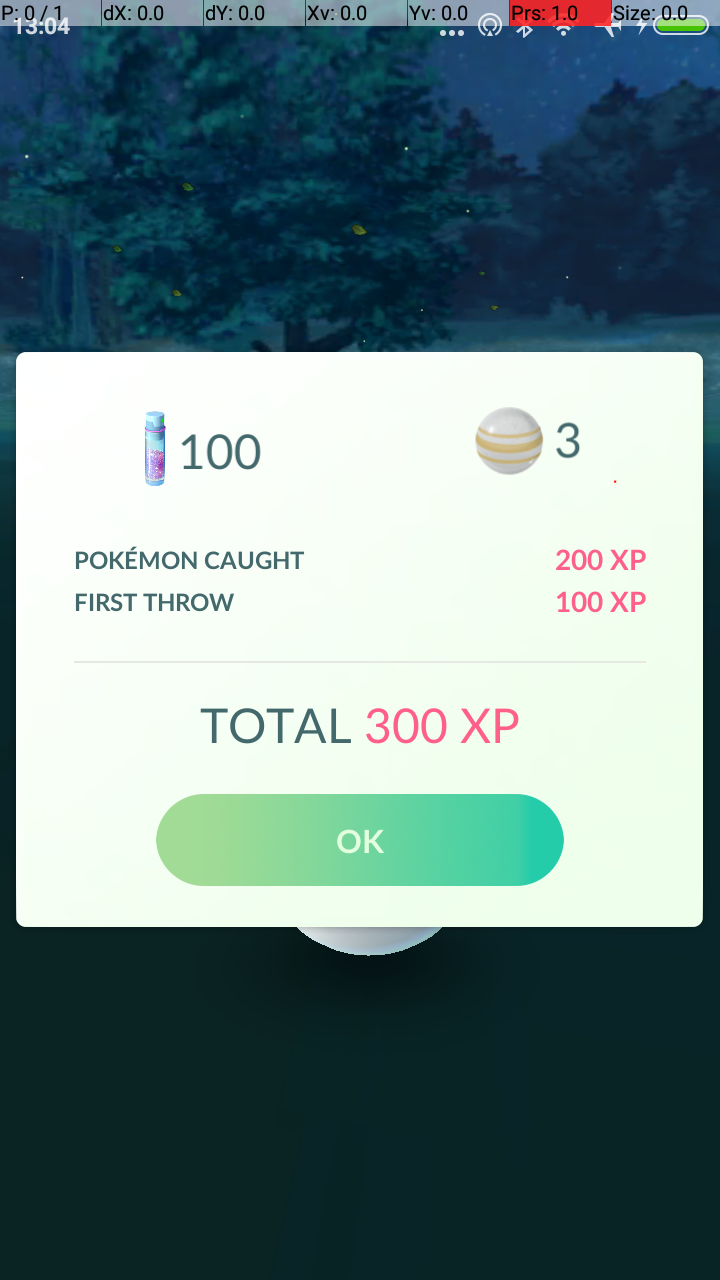 P: 0 / 1 dX: 0.0 dY: 0.0 Xv: 0.0 Yv: 0.0 Prs: 1.0 Size: 0.0
13:04
100 3
POKÉMON CAUGHT 200 XP
FIRST THROW 100 XP
TOTAL 300 XP
OK